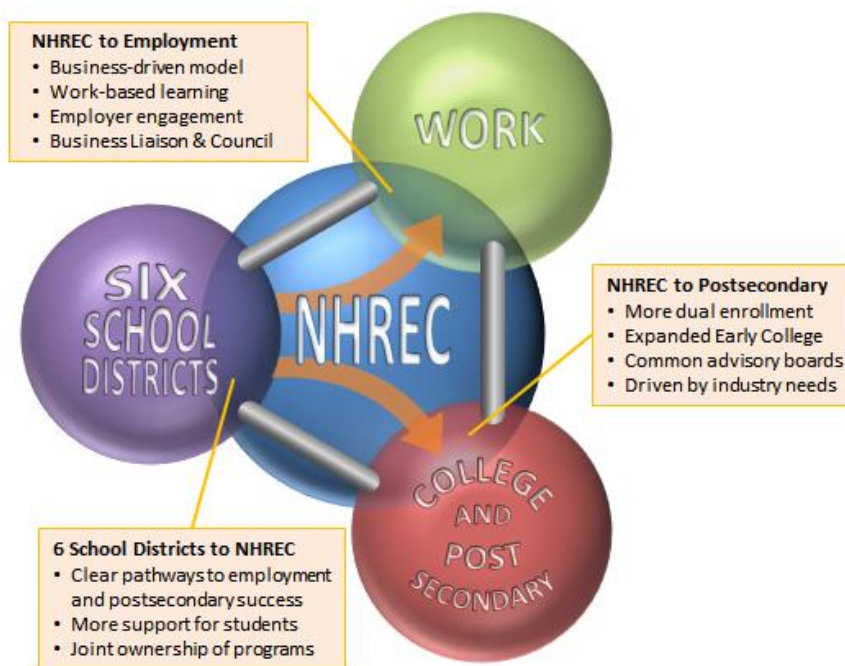 NHREC to Employment
• Business-driven model
• Work-based learning
• Employer engagement
• Business Liaison & Council
WORK
SIX
SCHOOL
DISTRICTS
NHREC
NHREC to Postsecondary
• More dual enrollment
• Expanded Early College
• Common advisory boards
• Driven by industry needs
COLLEGE
AND
POST
SECONDARY
6 School Districts to NHREC
• Clear pathways to employment
and postsecondary success
• More support for students
• Joint ownership of programs